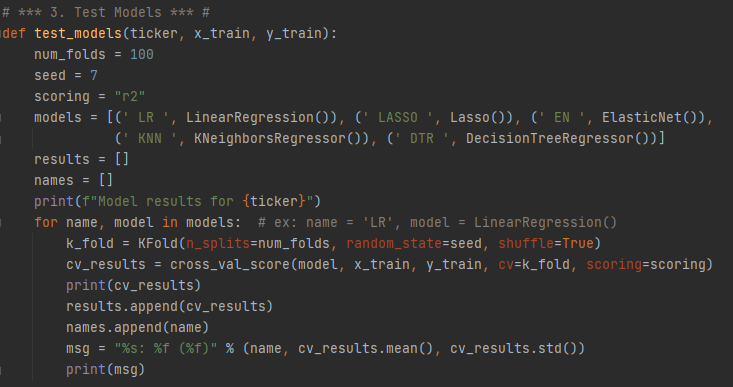 # *** 3. Test Models *** #
def test_models(ticker, x_train, y_train):
    num_folds = 100
    seed = 7
    scoring = "r2"
    models = [(' LR ', LinearRegression()), (' LASSO ', Lasso()), (' EN ', ElasticNet()),
              (' KNN ', KNeighborsRegressor()), (' DTR ', DecisionTreeRegressor())]
    results = []
    names = []
    print(f"Model results for {ticker}")
    for name, model in models:  # ex: name = 'LR', model = LinearRegression()
        k_fold = KFold(n_splits=num_folds, random_state=seed, shuffle=True)
        cv_results = cross_val_score(model, x_train, y_train, cv=k_fold, scoring=scoring)
        print(cv_results)
        results.append(cv_results)
        names.append(name)
        msg = "%s: %f (%f)" % (name, cv_results.mean(), cv_results.std())
        print(msg)